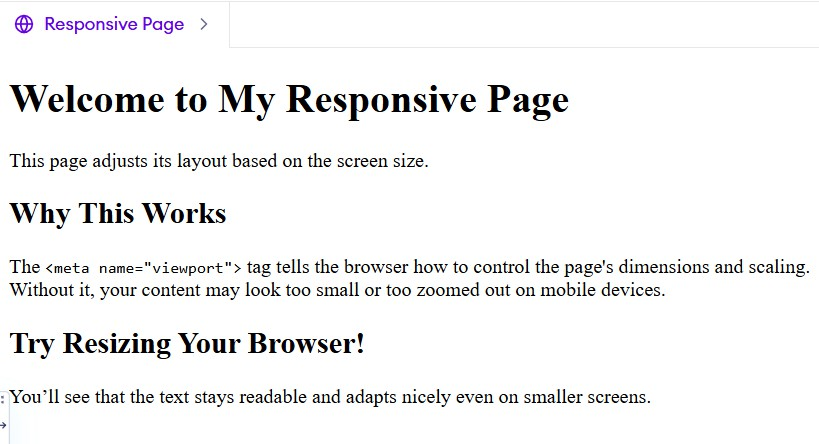 Responsive Page
Welcome to My Responsive Page
This page adjusts its layout based on the screen size.
Why This Works
The <meta name="viewport"> tag tells the browser how to control the page's dimensions and scaling.
Without it, your content may look too small or too zoomed out on mobile devices.
Try Resizing Your Browser!
You’ll see that the text stays readable and adapts nicely even on smaller screens.